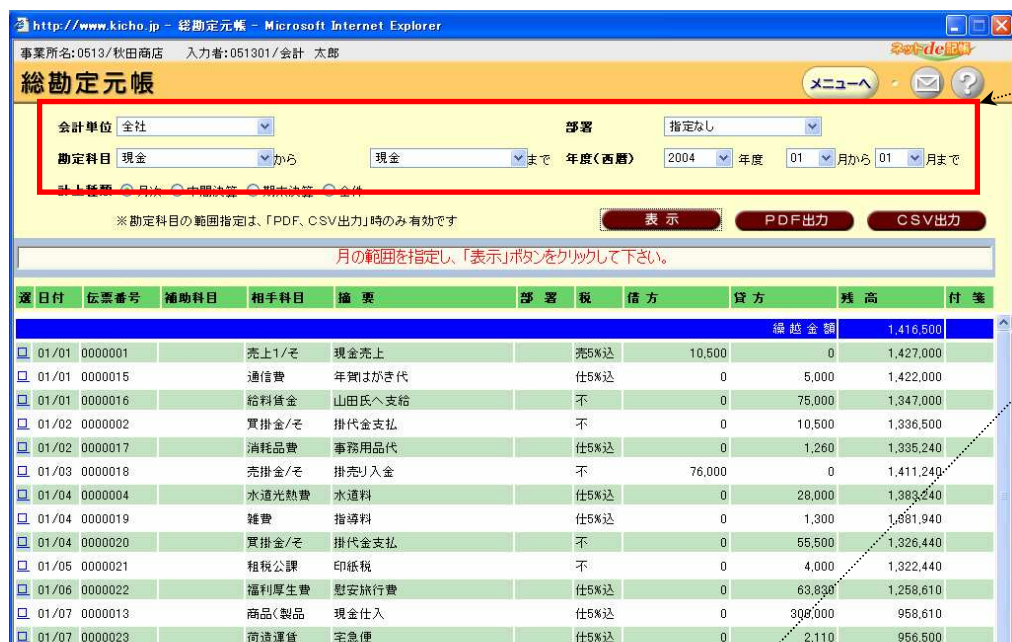 http://www.kicho.jp - 総勘定元帳 - Microsoft Internet Explorer
事業所名:0513/秋田商店 入力者:051301/会計 太郎 ネットde記帳
総勘定元帳 メニューへ ?
会計単位 全社 部署 指定なし
勘定科目 現金 から 現金 まで 年度(西暦) 2004 年度 01 月から 01 月まで
計上種類 月次 中間決算 期末決算 全件
※勘定科目の範囲指定は、「PDF、CSV出力」時のみ有効です 表示 PDF出力 CSV出力
月の範囲を指定し、「表示」ボタンをクリックして下さい。
選 日付 伝票番号 補助科目 相手科目 摘要 部署 税 借方 貸方 残高 付箋
繰越金額 1,416,500
01/01 0000001 売上1/そ 現金売上 売5%込 10,500 0 1,427,000
01/01 0000015 通信費 年賀はがき代 仕5%込 0 5,000 1,422,000
01/01 0000016 給料賃金 山田氏へ支給 不 0 75,000 1,347,000
01/02 0000002 買掛金/そ 掛代金支払 不 0 10,500 1,336,500
01/02 0000017 消耗品費 事務用品代 仕5%込 0 1,260 1,335,240
01/03 0000018 売掛金/そ 掛売り入金 不 76,000 0 1,411,240
01/04 0000004 水道光熱費 水道料 仕5%込 0 28,000 1,383,240
01/04 0000019 雑費 指導料 仕5%込 0 1,300 1,381,940
01/04 0000020 買掛金/そ 掛代金支払 不 0 55,500 1,326,440
01/05 0000021 租税公課 印紙税 不 0 4,000 1,322,440
01/06 0000022 福利厚生費 慰安旅行費 仕5%込 0 63,830 1,258,610
01/07 0000013 商品(製品 現金仕入 仕5%込 0 300,000 958,610
01/07 0000023 荷造運賃 宅急便 仕5%込 0 2,110 956,500